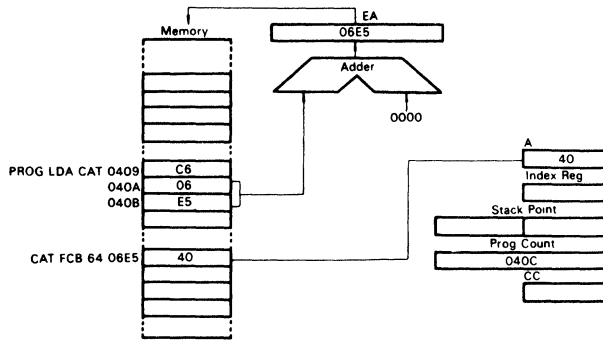 EA
Memory
06E5
Adder
0000
A
PROG LDA CAT 0409 C6
40
Index Reg
040A 06
040B E5
Stack Point
Prog Count
CAT FCB 64 06E5 40
040C
CC